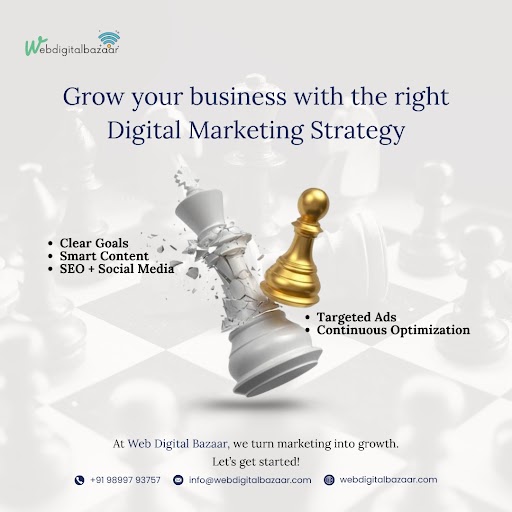 Webdigitalbazaar
Grow your business with the right
Digital Marketing Strategy
• Clear Goals
• Smart Content
• SEO + Social Media
• Targeted Ads
• Continuous Optimization
At Web Digital Bazaar, we turn marketing into growth.
Let's get started!
+91 98997 93757 info@webdigitalbazaar.com webdigitalbazaar.com